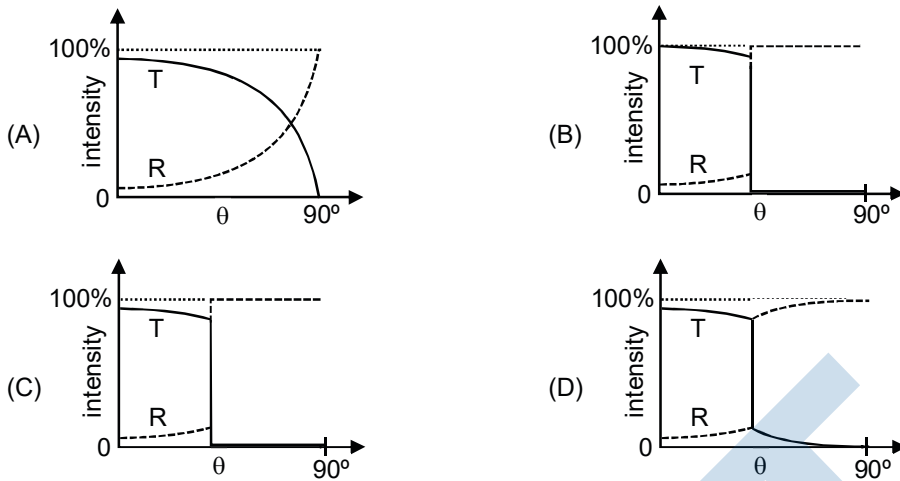 (A)
intensity
100%
T
R
0
θ
90º
(B)
intensity
100%
T
R
0
θ
90º
(C)
intensity
100%
T
R
0
θ
90º
(D)
intensity
100%
T
R
0
θ
90º